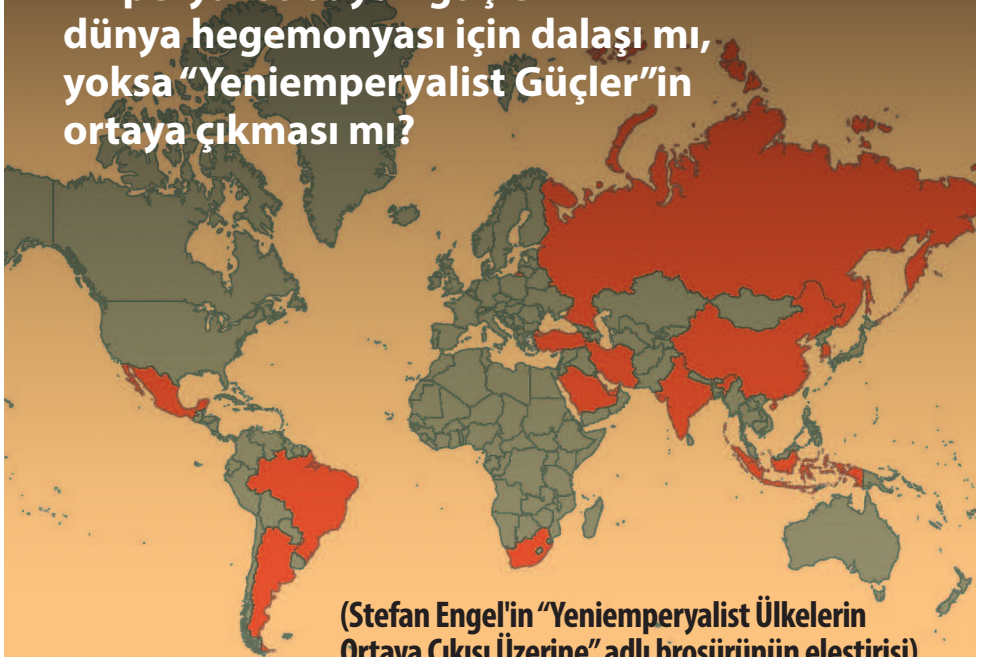 dünya hegemonyası için dalaşı mı,
yoksa “Yeniemperyalist Güçler”in
ortaya çıkması mı?
(Stefan Engel'in “Yeniemperyalist Ülkelerin
Ortaya Çıkışı Üzerine” adlı broşürünün eleştirisi)